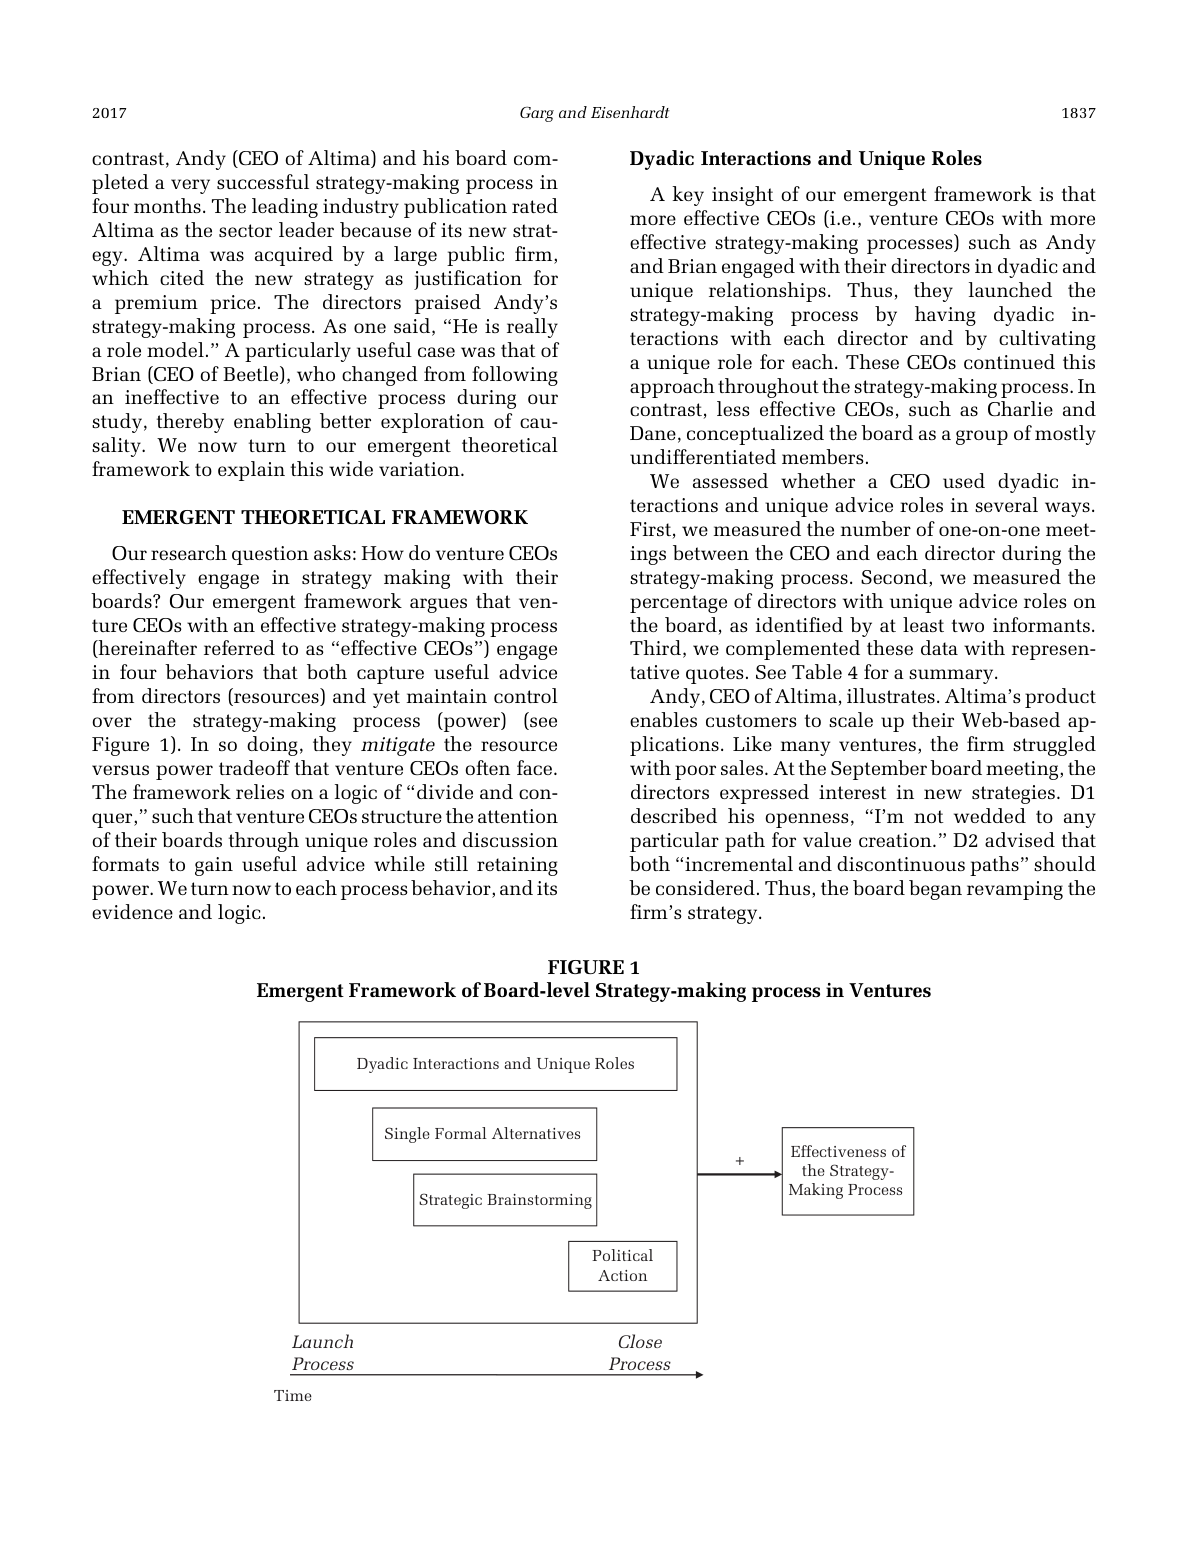 2017
Garg and Eisenhardt
1837
contrast, Andy (CEO of Altima) and his board com-
pleted a very successful strategy-making process in
four months. The leading industry publication rated
Altima as the sector leader because of its new strat-
egy. Altima was acquired by a large public firm,
which cited the new strategy as justification for
a premium price. The directors praised Andy’s
strategy-making process. As one said, “He is really
a role model.” A particularly useful case was that of
Brian (CEO of Beetle), who changed from following
an ineffective to an effective process during our
study, thereby enabling better exploration of cau-
sality. We now turn to our emergent theoretical
framework to explain this wide variation.
EMERGENT THEORETICAL FRAMEWORK
Our research question asks: How do venture CEOs
effectively engage in strategy making with their
boards? Our emergent framework argues that ven-
ture CEOs with an effective strategy-making process
(hereinafter referred to as “effective CEOs”) engage
in four behaviors that both capture useful advice
from directors (resources) and yet maintain control
over the strategy-making process (power) (see
Figure 1). In so doing, they mitigate the resource
versus power tradeoff that venture CEOs often face.
The framework relies on a logic of “divide and con-
quer,” such that venture CEOs structure the attention
of their boards through unique roles and discussion
formats to gain useful advice while still retaining
power. We turn now to each process behavior, and its
evidence and logic.
Dyadic Interactions and Unique Roles
A key insight of our emergent framework is that
more effective CEOs (i.e., venture CEOs with more
effective strategy-making processes) such as Andy
and Brian engaged with their directors in dyadic and
unique relationships. Thus, they launched the
strategy-making process by having dyadic in-
teractions with each director and by cultivating
a unique role for each. These CEOs continued this
approach throughout the strategy-making process. In
contrast, less effective CEOs, such as Charlie and
Dane, conceptualized the board as a group of mostly
undifferentiated members.
We assessed whether a CEO used dyadic in-
teractions and unique advice roles in several ways.
First, we measured the number of one-on-one meet-
ings between the CEO and each director during the
strategy-making process. Second, we measured the
percentage of directors with unique advice roles on
the board, as identified by at least two informants.
Third, we complemented these data with represen-
tative quotes. See Table 4 for a summary.
Andy, CEO of Altima, illustrates. Altima’s product
enables customers to scale up their Web-based ap-
plications. Like many ventures, the firm struggled
with poor sales. At the September board meeting, the
directors expressed interest in new strategies. D1
described his openness, “I’m not wedded to any
particular path for value creation.” D2 advised that
both “incremental and discontinuous paths” should
be considered. Thus, the board began revamping the
firm’s strategy.
FIGURE 1
Emergent Framework of Board-level Strategy-making process in Ventures
Dyadic Interactions and Unique Roles
Single Formal Alternatives
Strategic Brainstorming
Political
Action
+
Effectiveness of
the Strategy-
Making Process
Launch
Process
Close
Process
Time